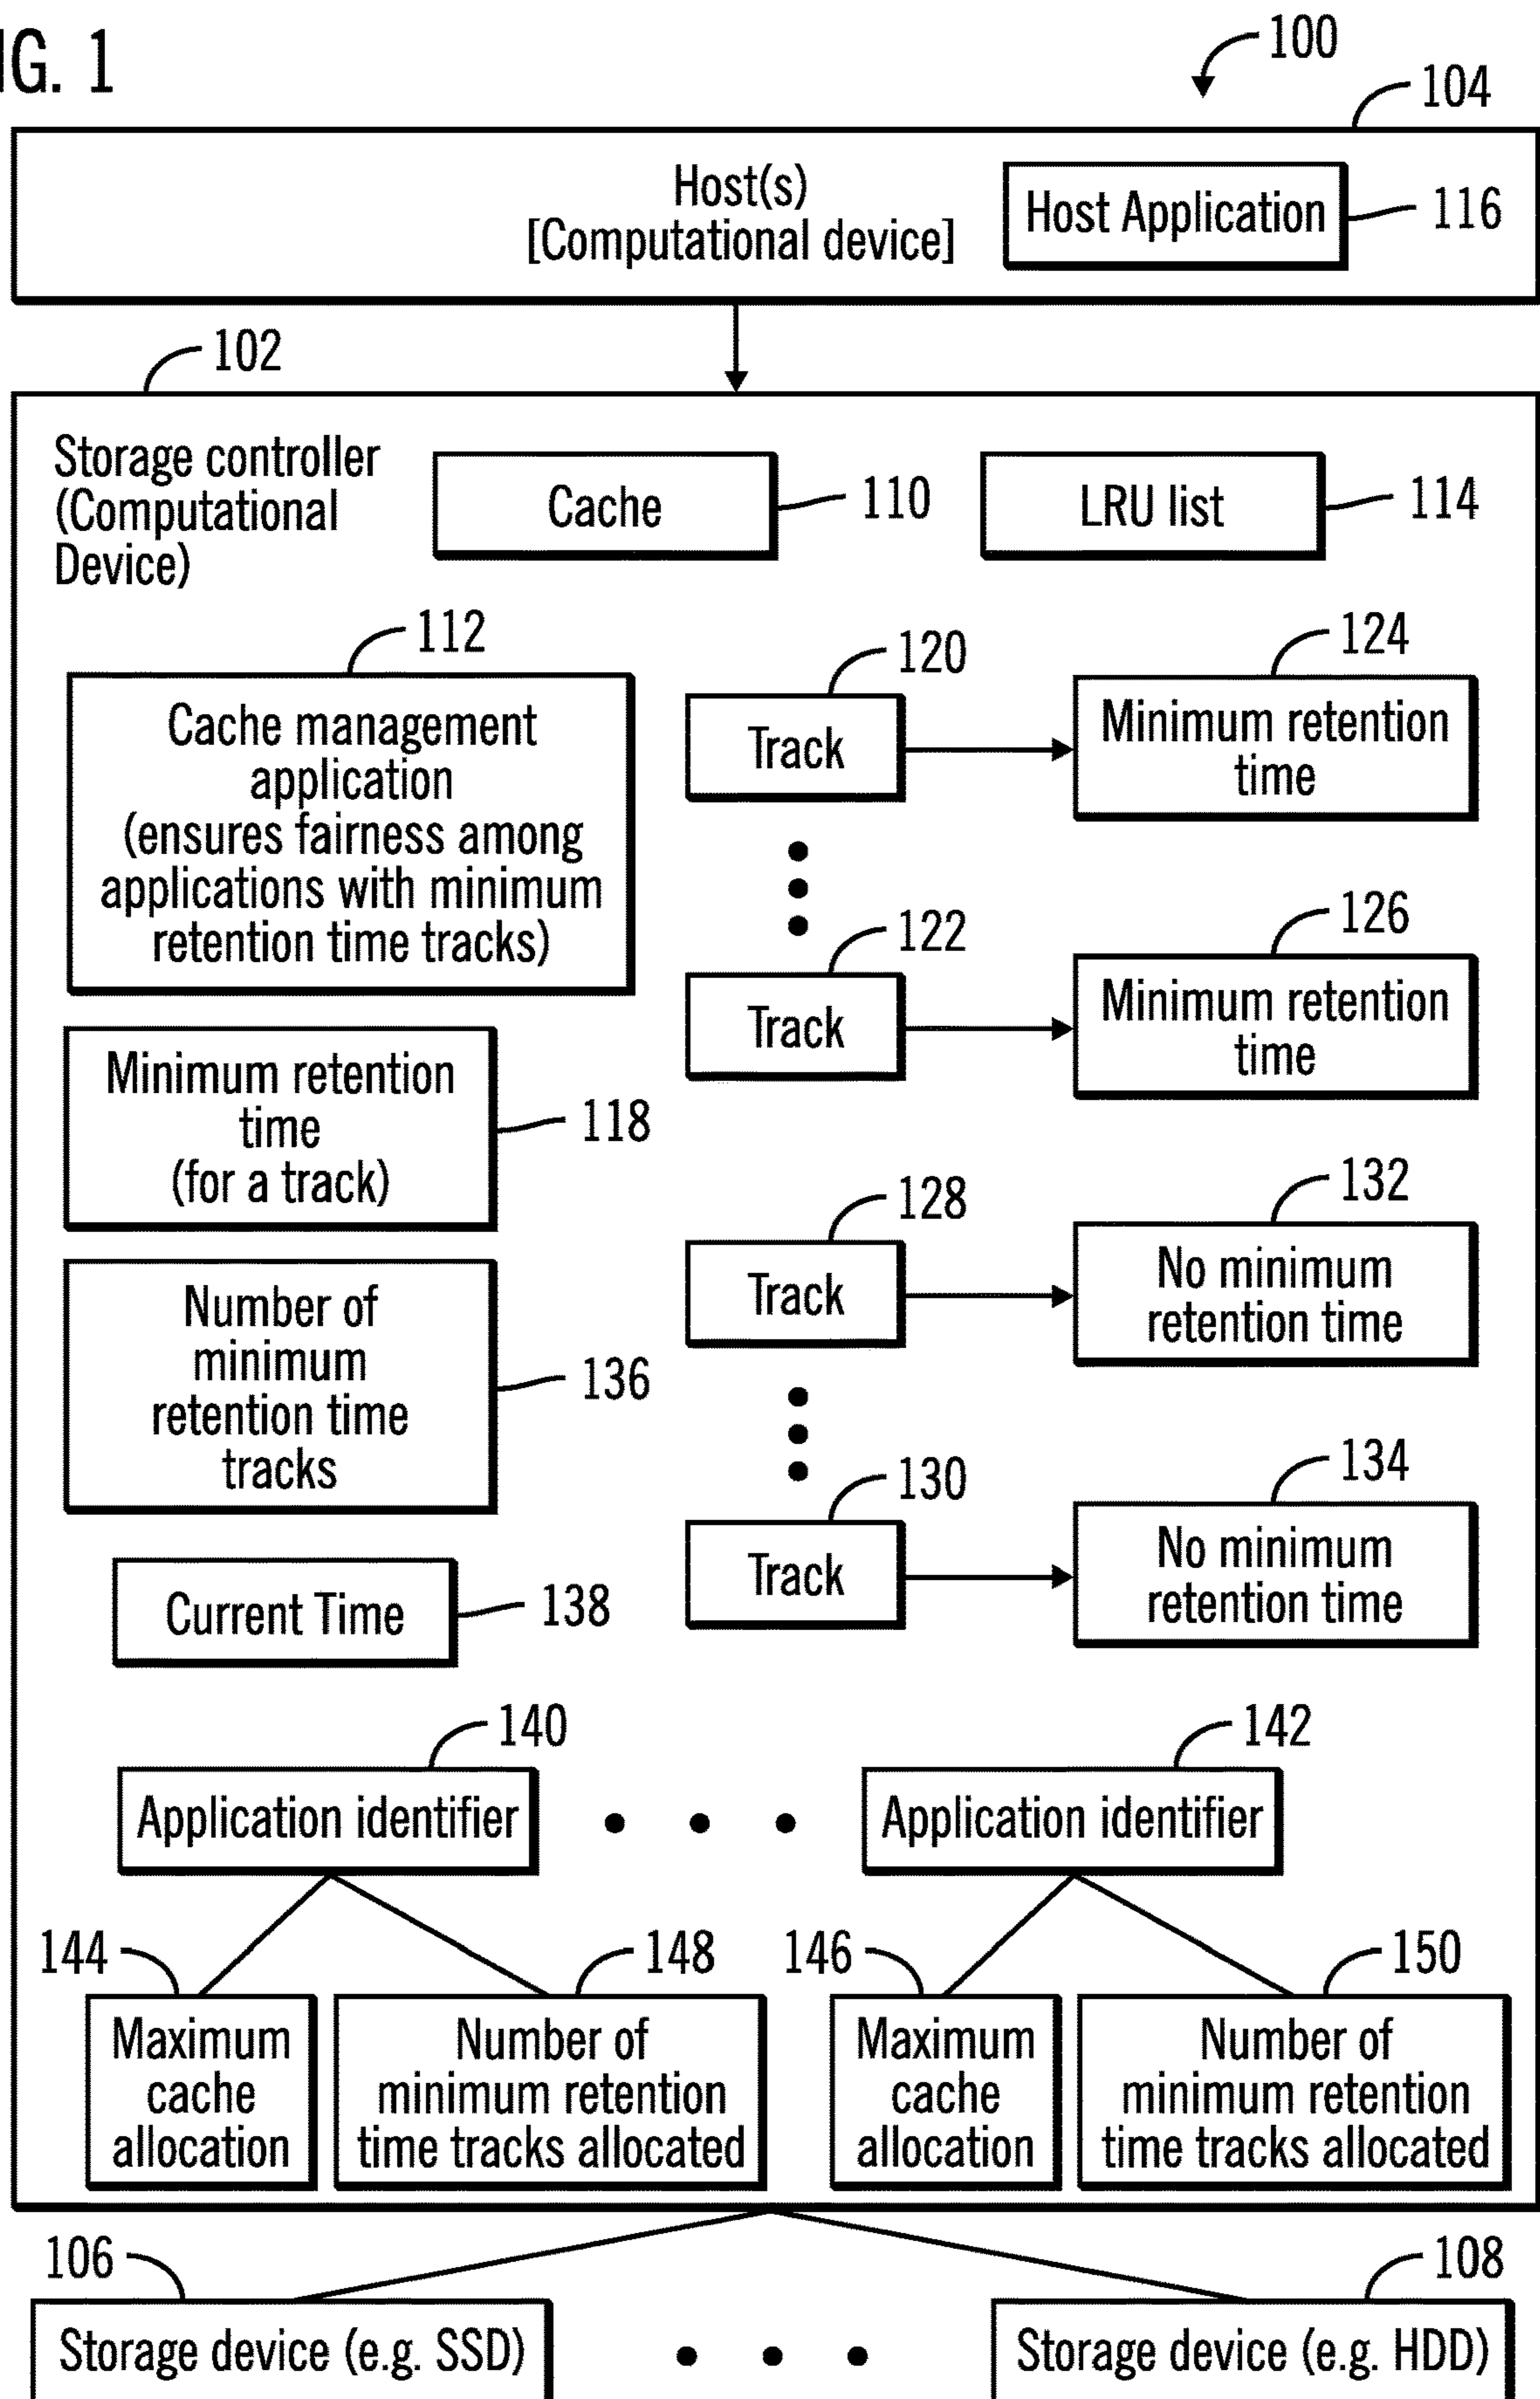 IG. 1
100
104
Host(s)
[Computational device]
Host Application
116
102
Storage controller
(Computational
Device)
Cache
110
LRU list
114
112
Cache management
application
(ensures fairness among
applications with minimum
retention time tracks)
120
Track
124
Minimum retention
time
122
Track
126
Minimum retention
time
Minimum retention
time
(for a track)
118
128
Track
132
No minimum
retention time
Number of
minimum
retention time
tracks
136
130
Track
134
No minimum
retention time
Current Time
138
140
Application identifier
142
Application identifier
144
Maximum
cache
allocation
148
Number of
minimum retention
time tracks allocated
146
Maximum
cache
allocation
150
Number of
minimum retention
time tracks allocated
106
Storage device (e.g. SSD)
108
Storage device (e.g. HDD)